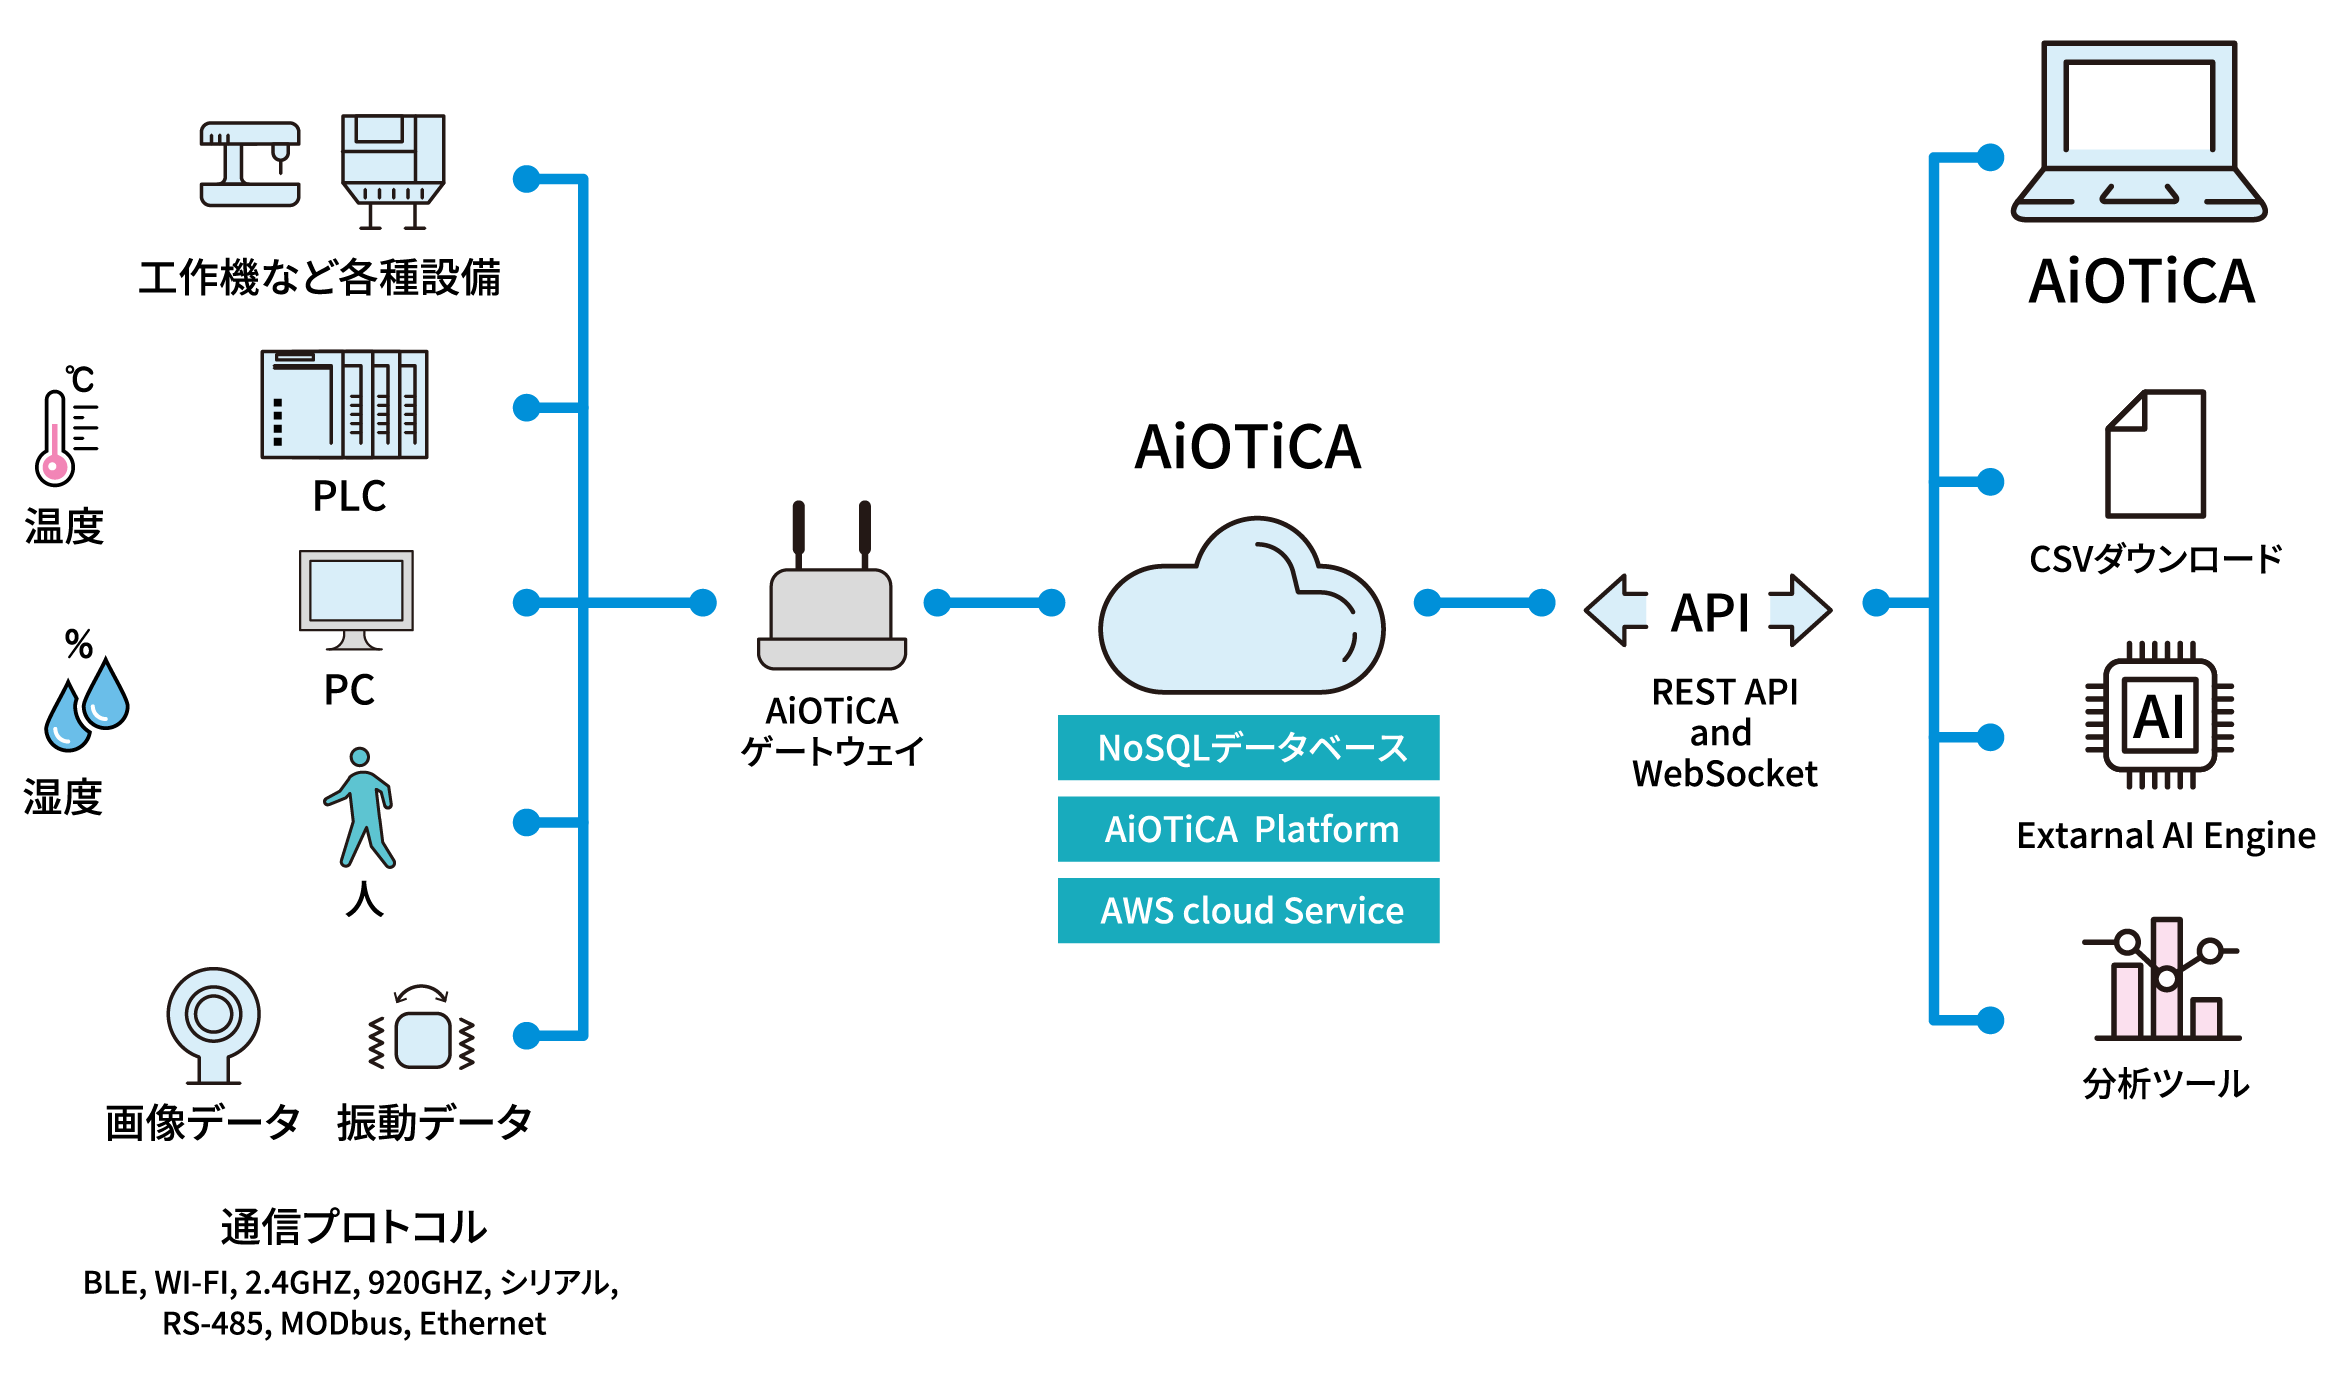 工作機など各種設備
℃
温度
PLC
%
湿度
PC
人
画像データ
振動データ
通信プロトコル
BLE, WI-FI, 2.4GHZ, 920GHZ, シリアル,
RS-485, MODbus, Ethernet
AiOTiCA
ゲートウェイ
AiOTiCA
NoSQLデータベース
AiOTiCA Platform
AWS cloud Service
API
REST API
and
WebSocket
AiOTiCA
CSVダウンロード
AI
Extarnal AI Engine
分析ツール